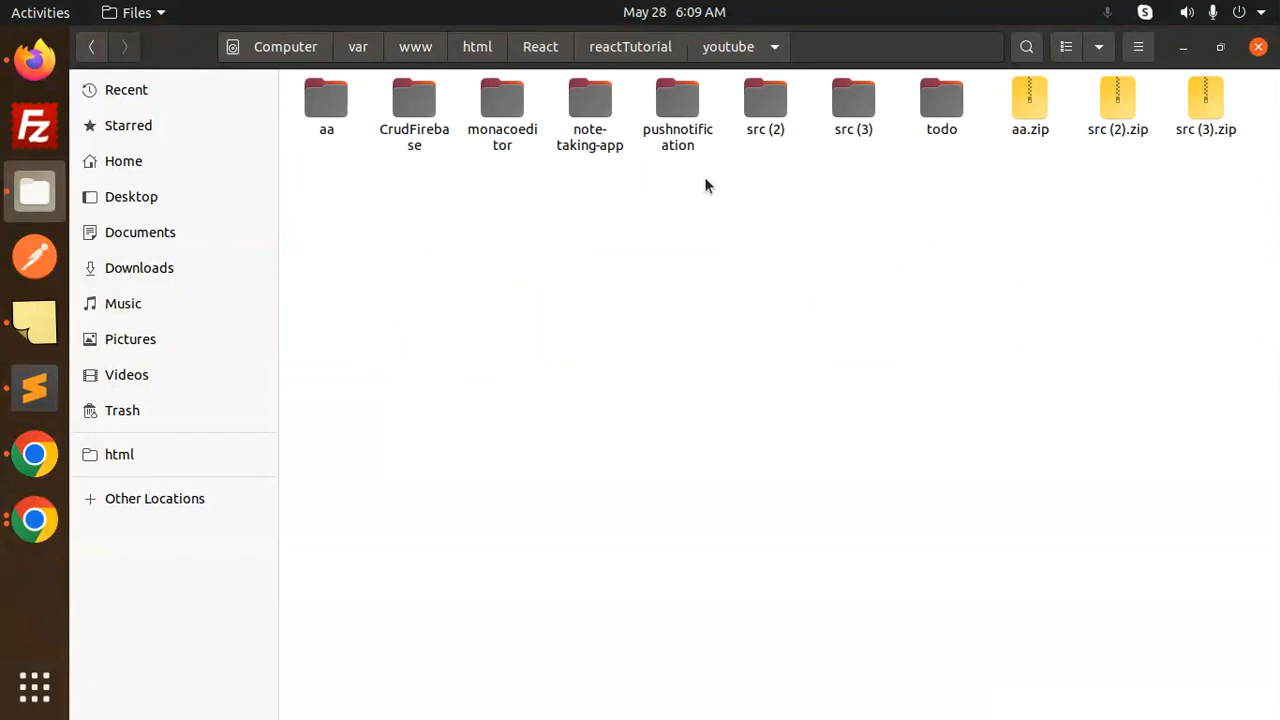 Activities Files May 28 6:09 AM
Computer var www html React reactTutorial youtube
Recent
Starred
Home
Desktop
Documents
Downloads
Music
Pictures
Videos
Trash
html
Other Locations
aa CrudFireba monacoedi note- pushnotific src (2) src (3) todo aa.zip src (2).zip src (3).zip
se tor taking-app ation